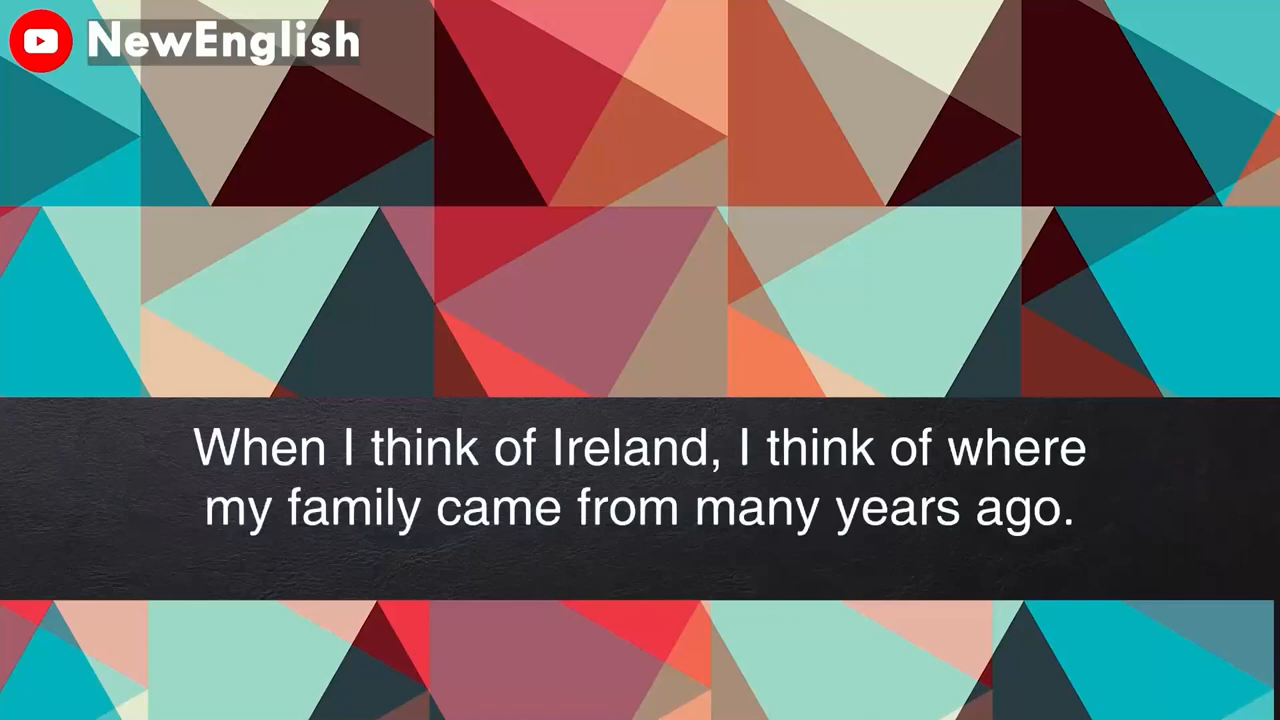 NewEnglish
When I think of Ireland, I think of where
my family came from many years ago.